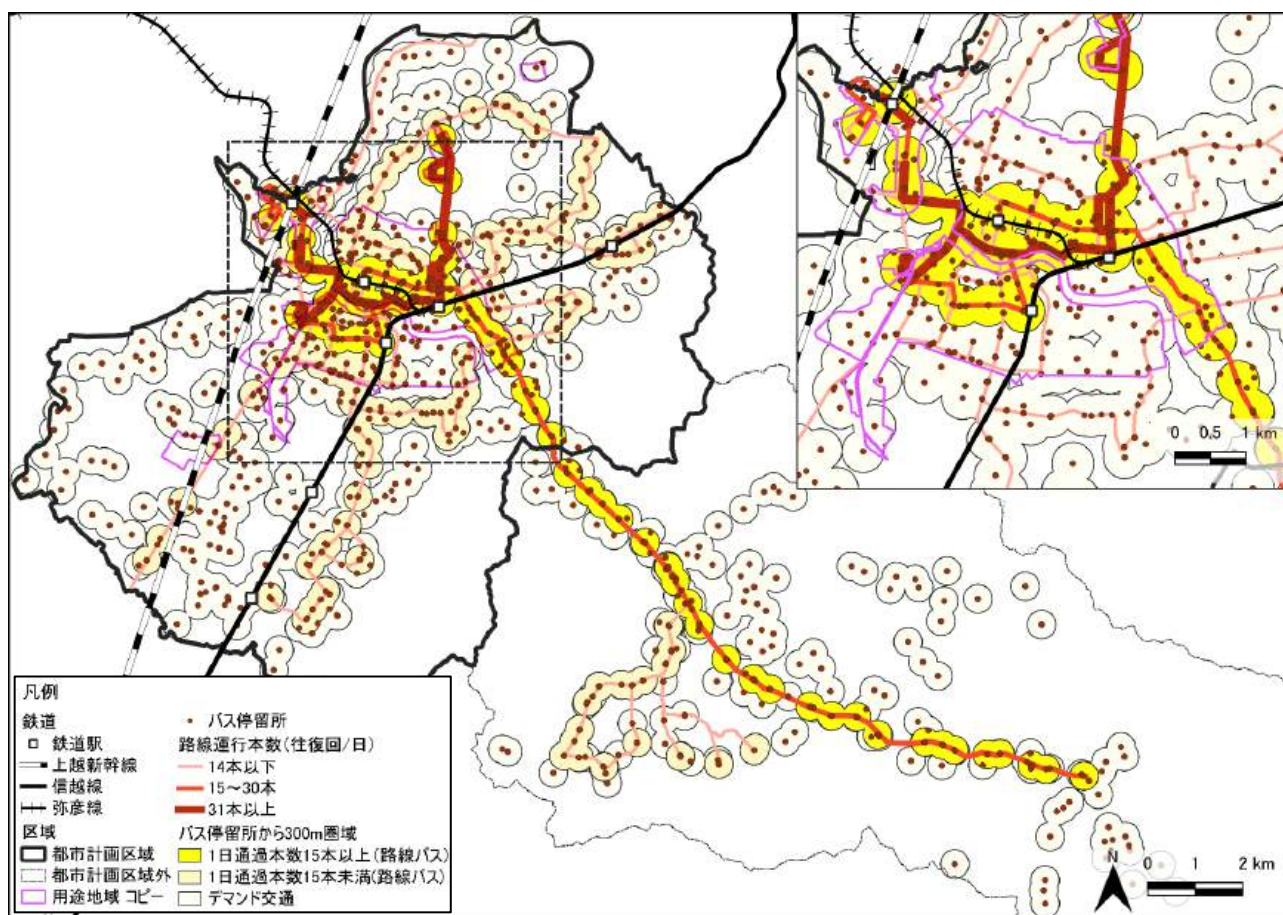 0 0.5 1 km
凡例
鉄道
鉄道駅
上越新幹線
信越線
弥彦線
区域
都市計画区域
都市計画区域外
用途地域 コピー
バス停留所
路線運行本数(往復回/日)
14本以下
15～30本
31本以上
バス停留所から300m圏域
1日通過本数15本以上(路線バス)
1日通過本数15本未満(路線バス)
デマンド交通
N
0 1 2 km